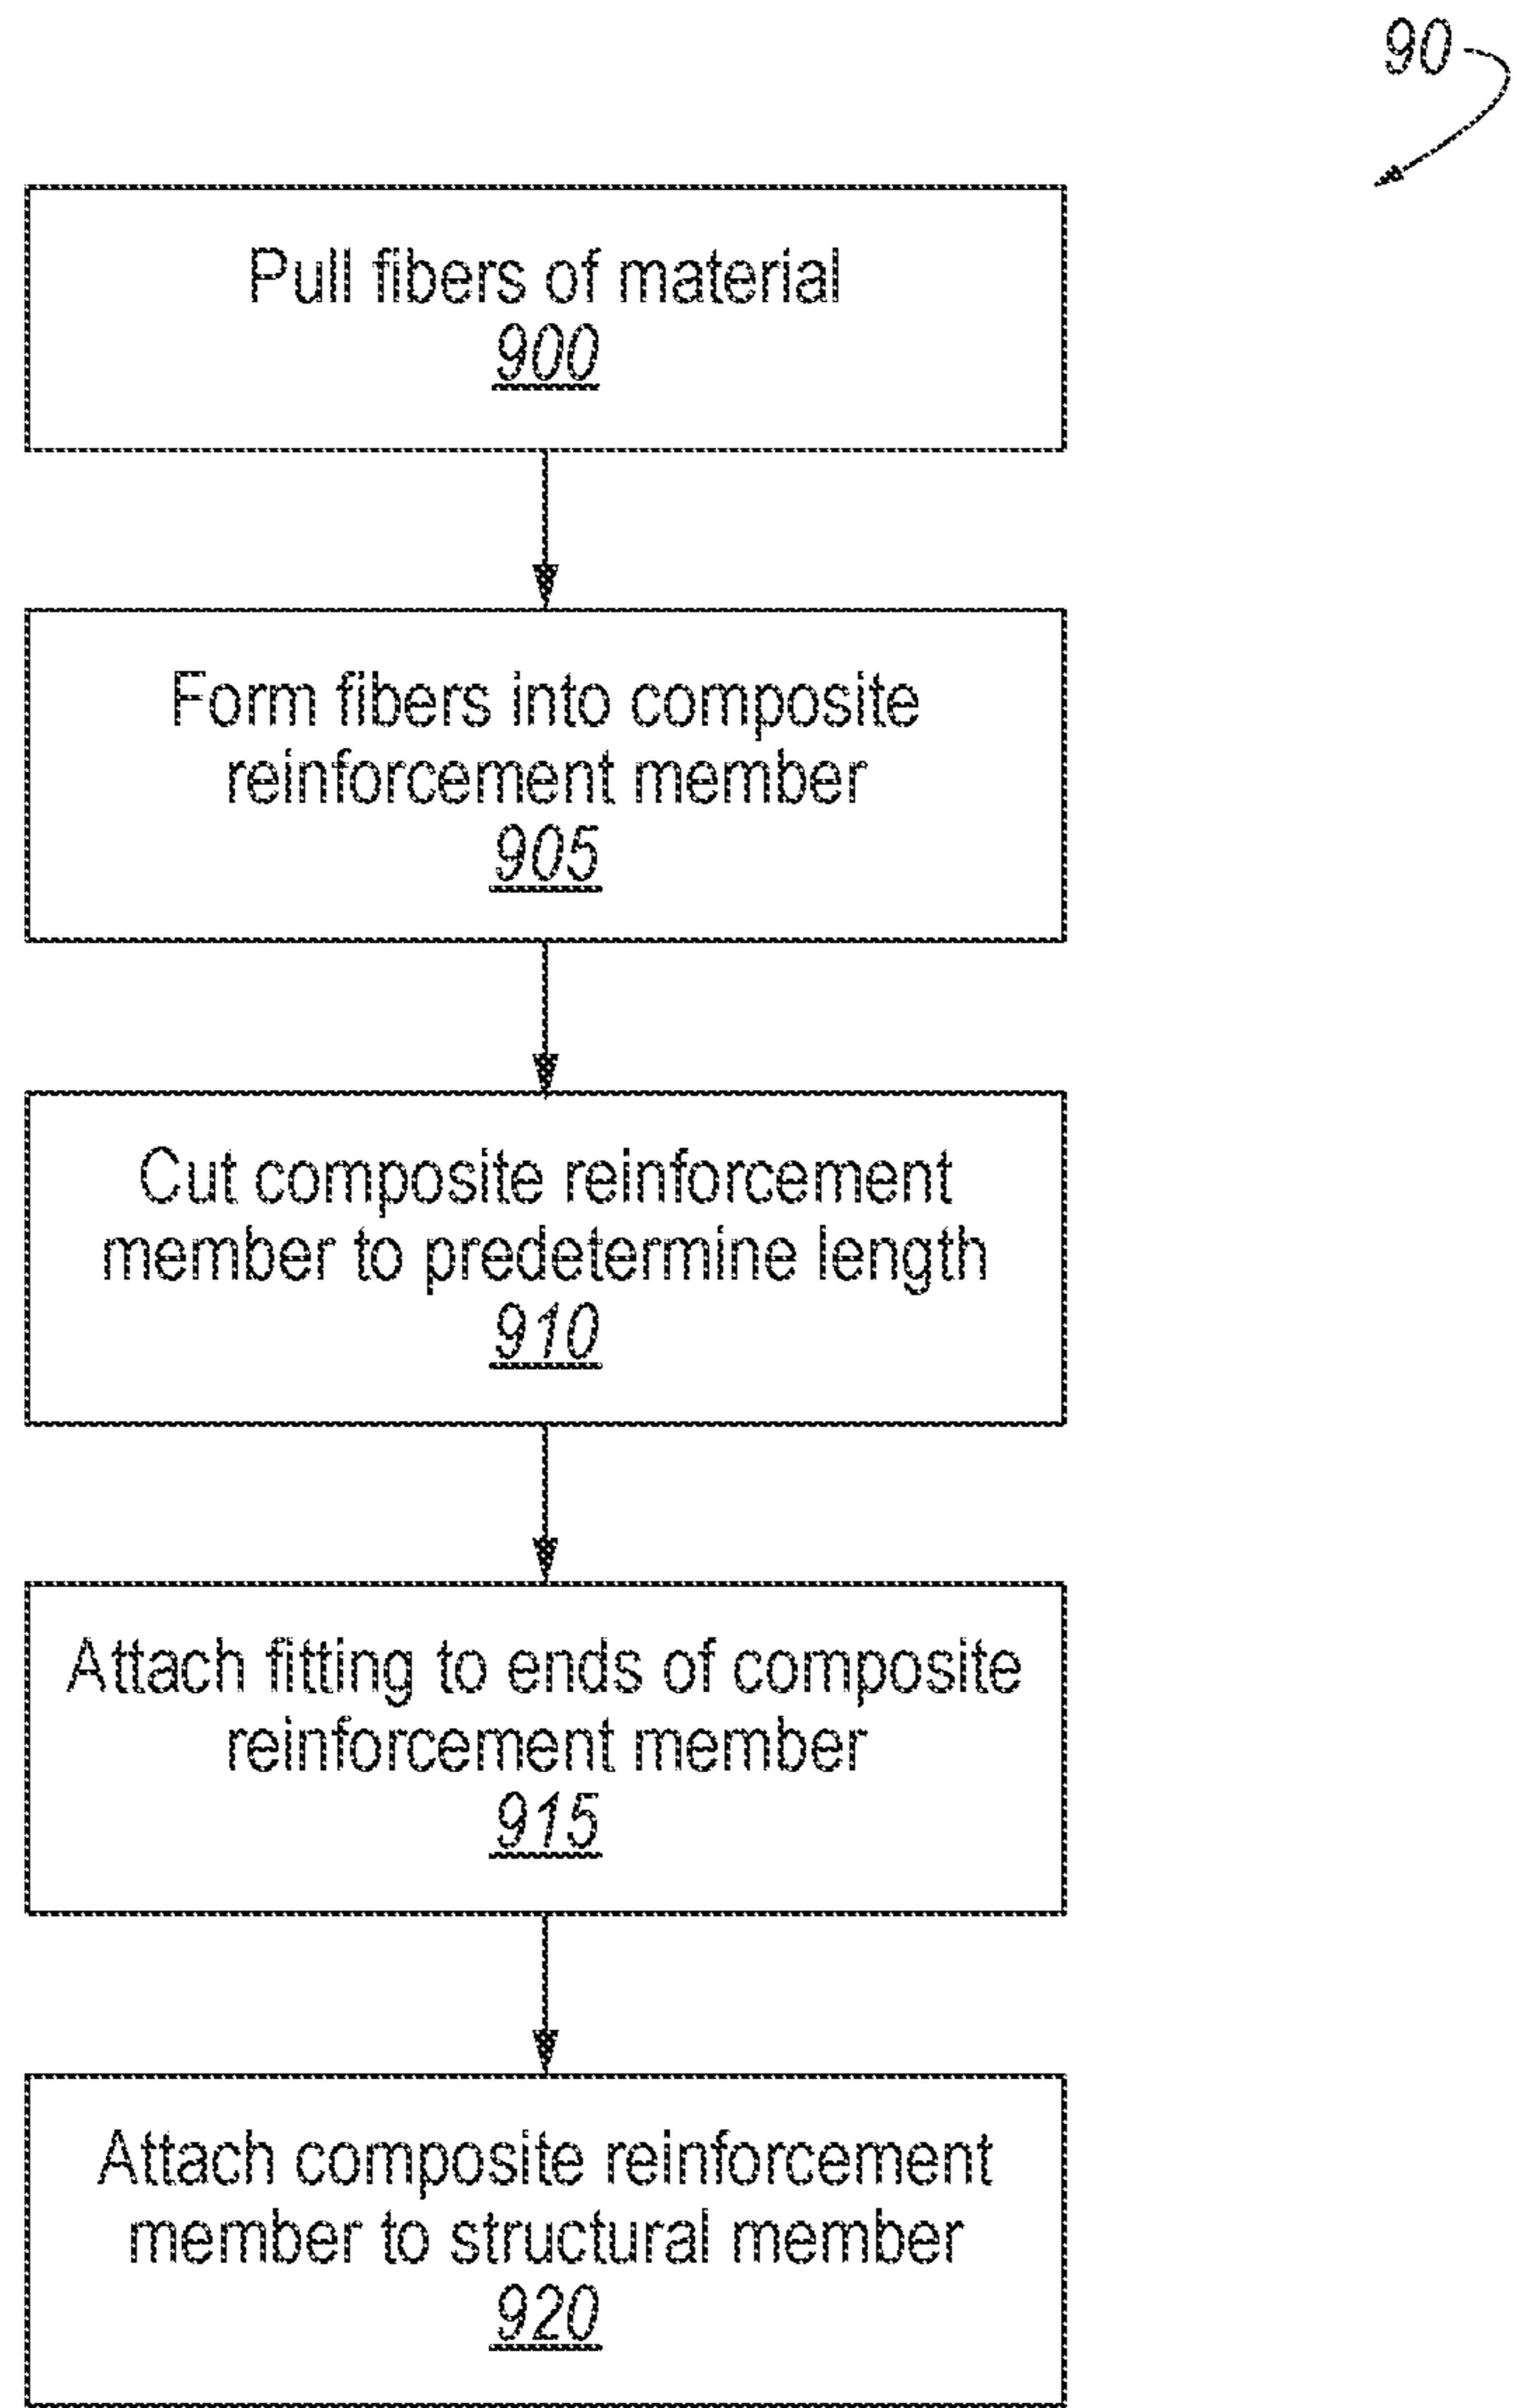 90
Pull fibers of material
900
Form fibers into composite
reinforcement member
905
Cut composite reinforcement
member to predetermine length
910
Attach fitting to ends of composite
reinforcement member
915
Attach composite reinforcement
member to structural member
920